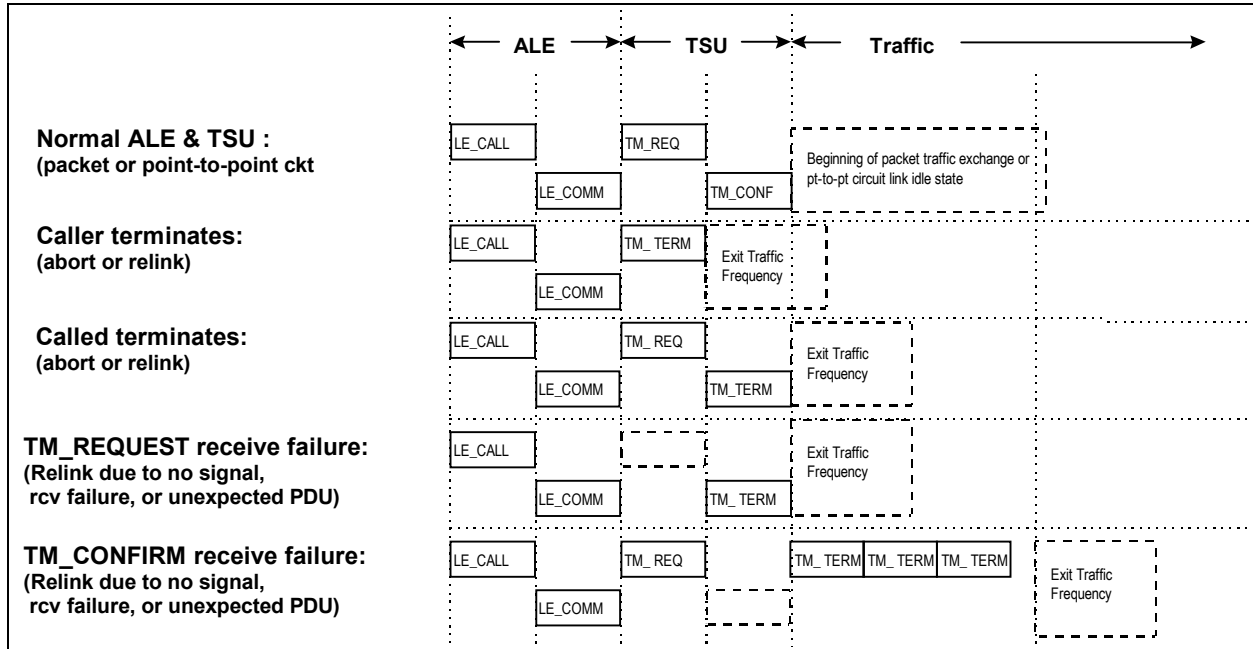 ALE TSU Traffic
Normal ALE & TSU :
(packet or point-to-point ckt
LE_CALL TM_REQ
LE_COMM TM_CONF
Beginning of packet traffic exchange or
pt-to-pt circuit link idle state
Caller terminates:
(abort or relink)
LE_CALL TM_ TERM
LE_COMM
Exit Traffic
Frequency
Called terminates:
(abort or relink)
LE_CALL TM_ REQ
LE_COMM TM_TERM
Exit Traffic
Frequency
TM_REQUEST receive failure:
(Relink due to no signal,
rcv failure, or unexpected PDU)
LE_CALL
LE_COMM TM_ TERM
Exit Traffic
Frequency
TM_CONFIRM receive failure:
(Relink due to no signal,
rcv failure, or unexpected PDU)
LE_CALL TM_ REQ TM_ TERM TM_ TERM TM_ TERM
LE_COMM
Exit Traffic
Frequency